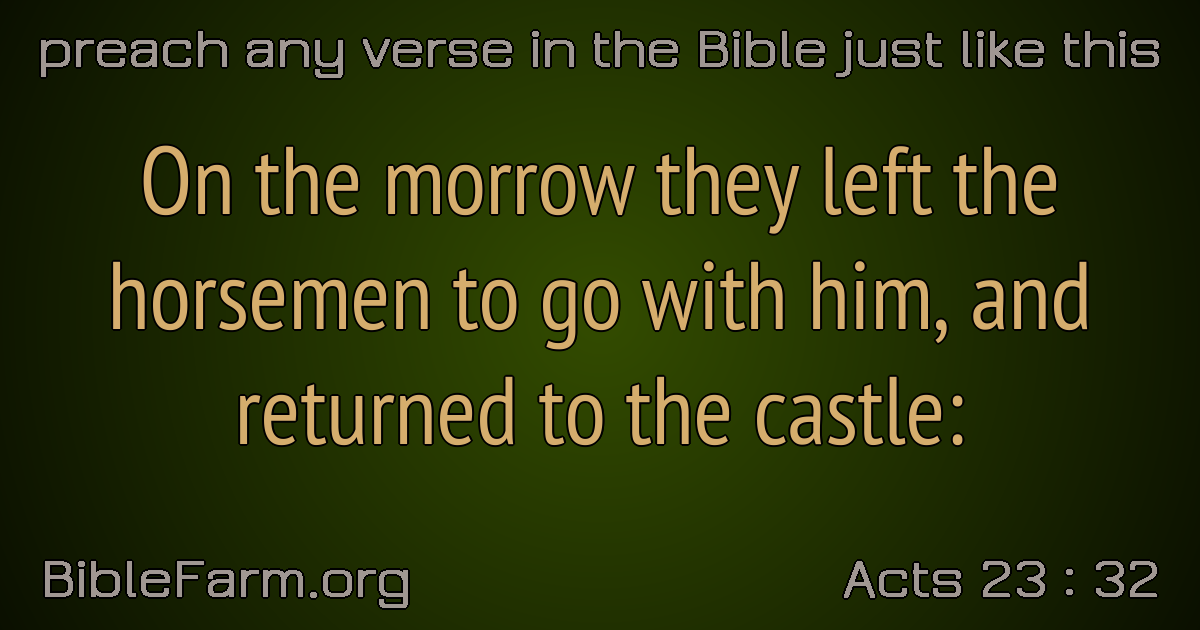 preach any verse in the Bible just like this
On the morrow they left the
horsemen to go with him, and
returned to the castle:
BibleFarm.org
Acts 23 : 32